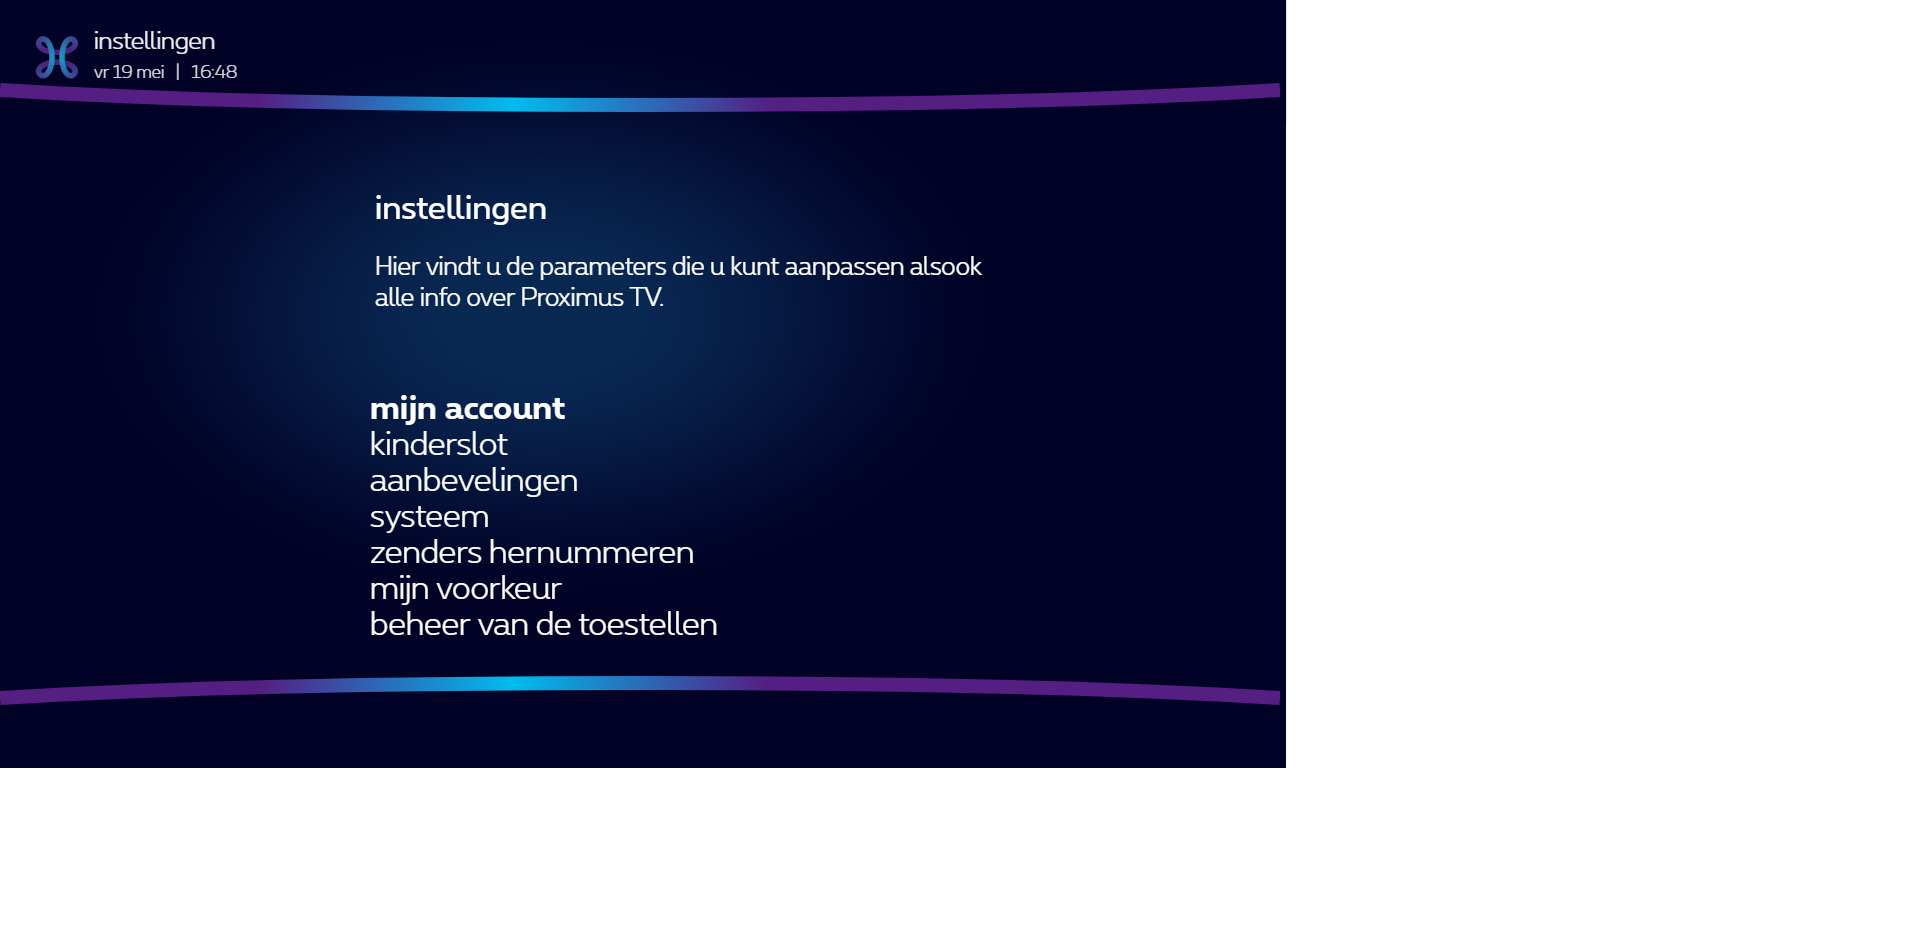 instellingen
vr 19 mei | 16:48
instellingen
Hier vindt u de parameters die u kunt aanpassen alsook
alle info over Proximus TV.
mijn account
kinderslot
aanbevelingen
systeem
zenders hernummeren
mijn voorkeur
beheer van de toestellen